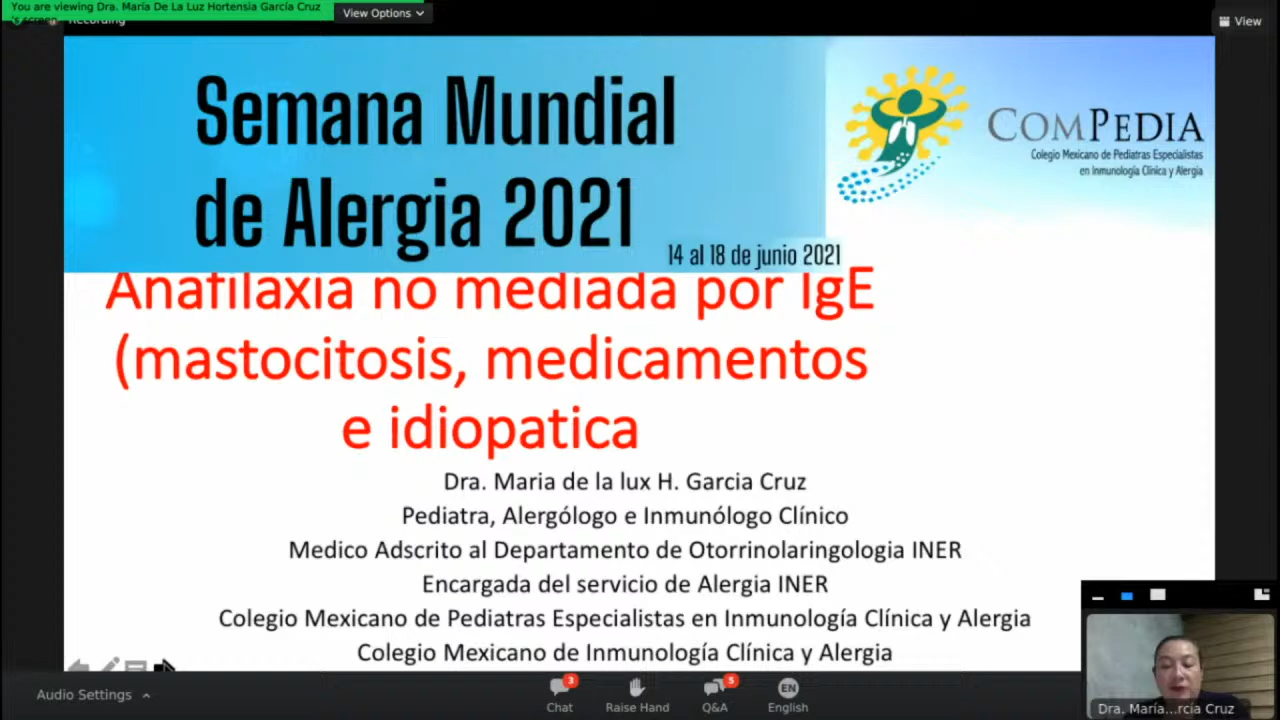 You are viewing Dra. María De La Luz Hortensia García Cruz
's screen
View Options
Recording
View
Semana Mundial
de Alergia 2021
14 al 18 de junio 2021
COMPEDIA
Colegio Mexicano de Pediatras Especialistas
en Inmunología Clínica y Alergia
Anafilaxia no mediada por IgE
(mastocitosis, medicamentos
e idiopatica
Dra. Maria de la lux H. Garcia Cruz
Pediatra, Alergólogo e Inmunólogo Clínico
Medico Adscrito al Departamento de Otorrinolaringologia INER
Encargada del servicio de Alergia INER
Colegio Mexicano de Pediatras Especialistas en Inmunología Clínica y Alergia
Colegio Mexicano de Inmunología Clínica y Alergia
Audio Settings
3
Chat
Raise Hand
5
Q&A
EN
English
Dra. María...rcía Cruz